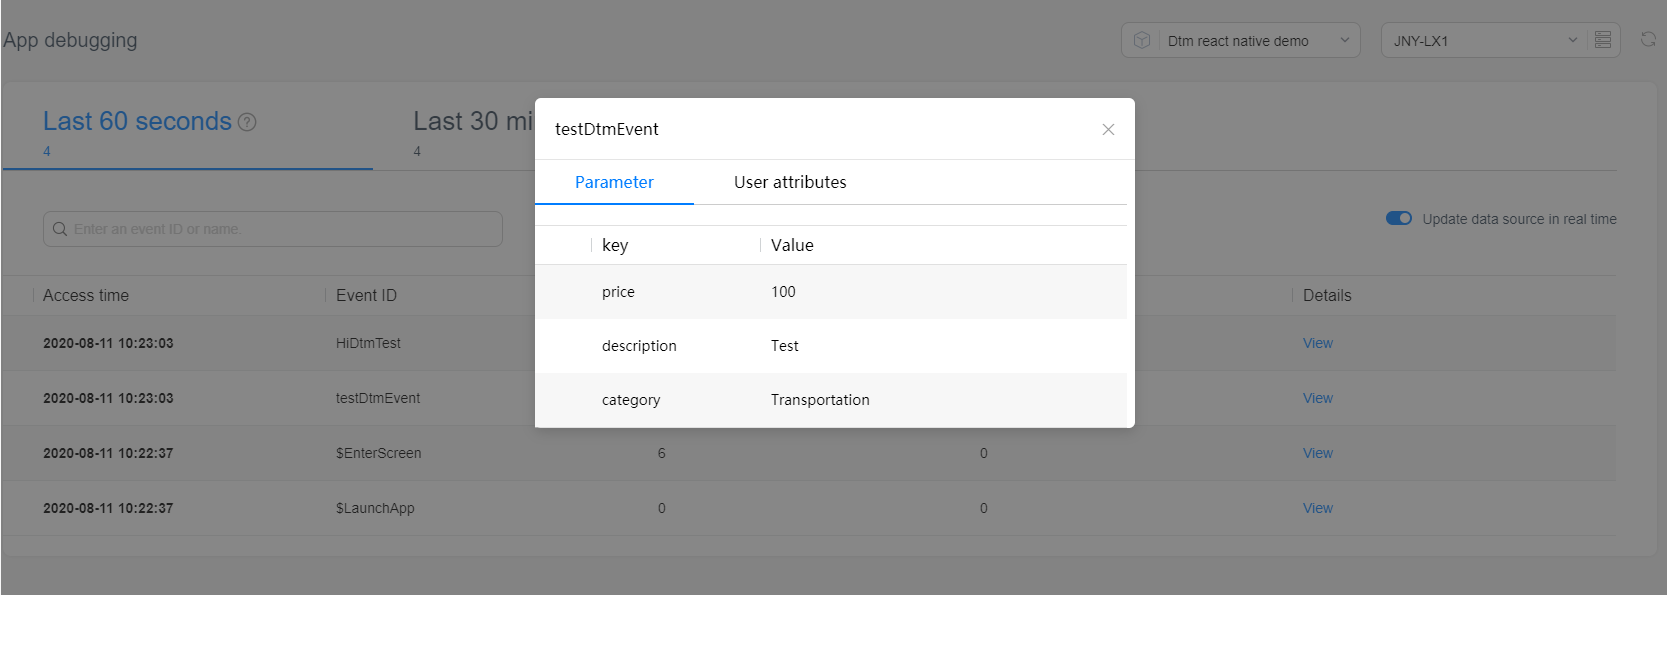 App debugging
Dtm react native demo
JNY-LX1
Last 60 seconds ?
4
Last 30 mi
4
testDtmEvent
Parameter User attributes
key Value
price 100
description Test
category Transportation
Enter an event ID or name.
Update data source in real time
Access time Event ID Details
2020-08-11 10:23:03 HiDtmTest View
2020-08-11 10:23:03 testDtmEvent View
2020-08-11 10:22:37 $EnterScreen 6 0 View
2020-08-11 10:22:37 $LaunchApp 0 0 View